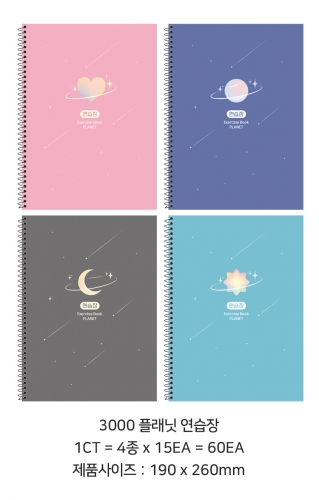 연습장
Exercise Book
PLANET
연습장
Exercise Book
PLANET
연습장
Exercise Book
PLANET
연습장
Exercise Book
PLANET
3000 플래닛 연습장
1CT = 4종 x 15EA = 60EA
제품사이즈 : 190 x 260mm